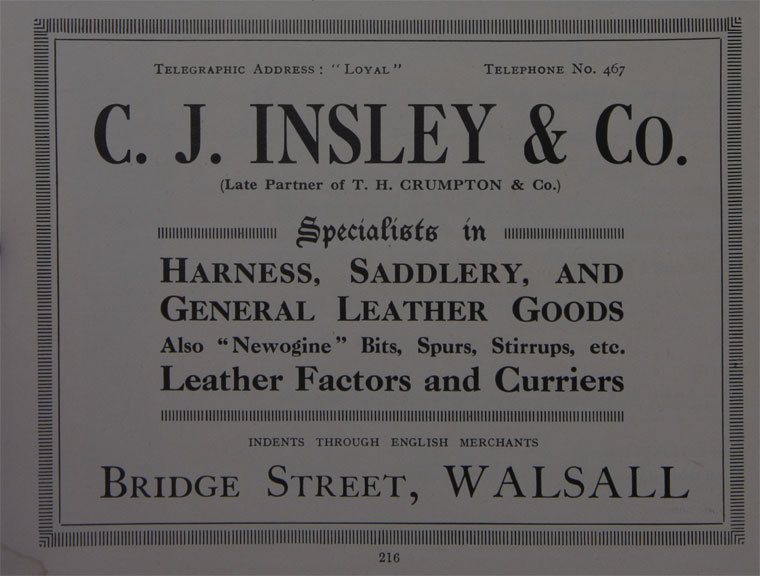 TELEGRAPHIC ADDRESS: "LOYAL" TELEPHONE NO. 467
C. J. INSLEY & CO.
(Late Partner of T. H. CRUMPTON & Co.)
Specialists in
HARNESS, SADDLERY, AND
GENERAL LEATHER GOODS
Also "Newogine" Bits, Spurs, Stirrups, etc.
Leather Factors and Curriers
INDENTS THROUGH ENGLISH MERCHANTS
BRIDGE STREET, WALSALL
216